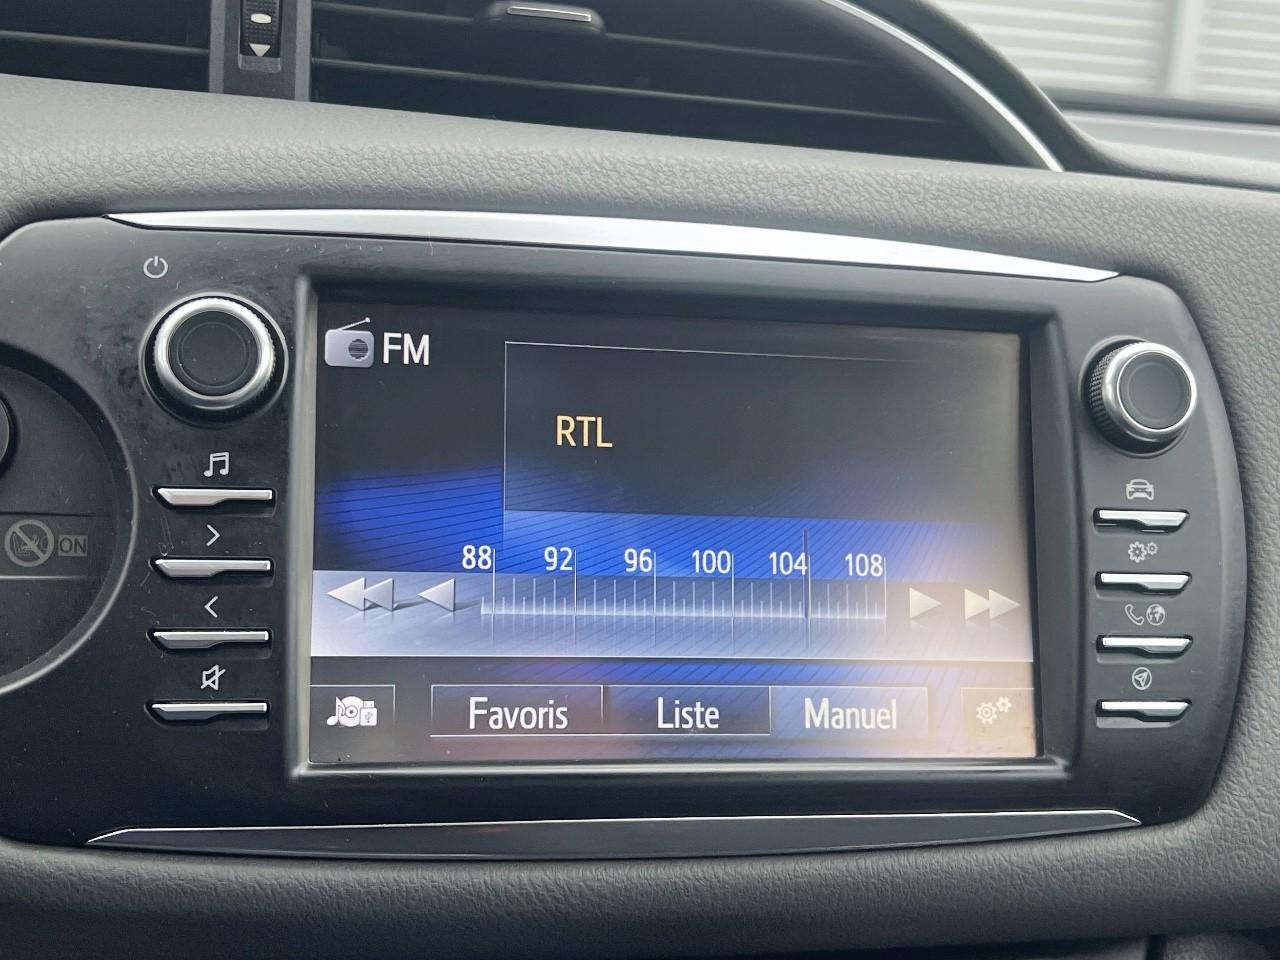 FM
RTL
88 92 96 100 104 108
Favoris Liste Manuel
ON